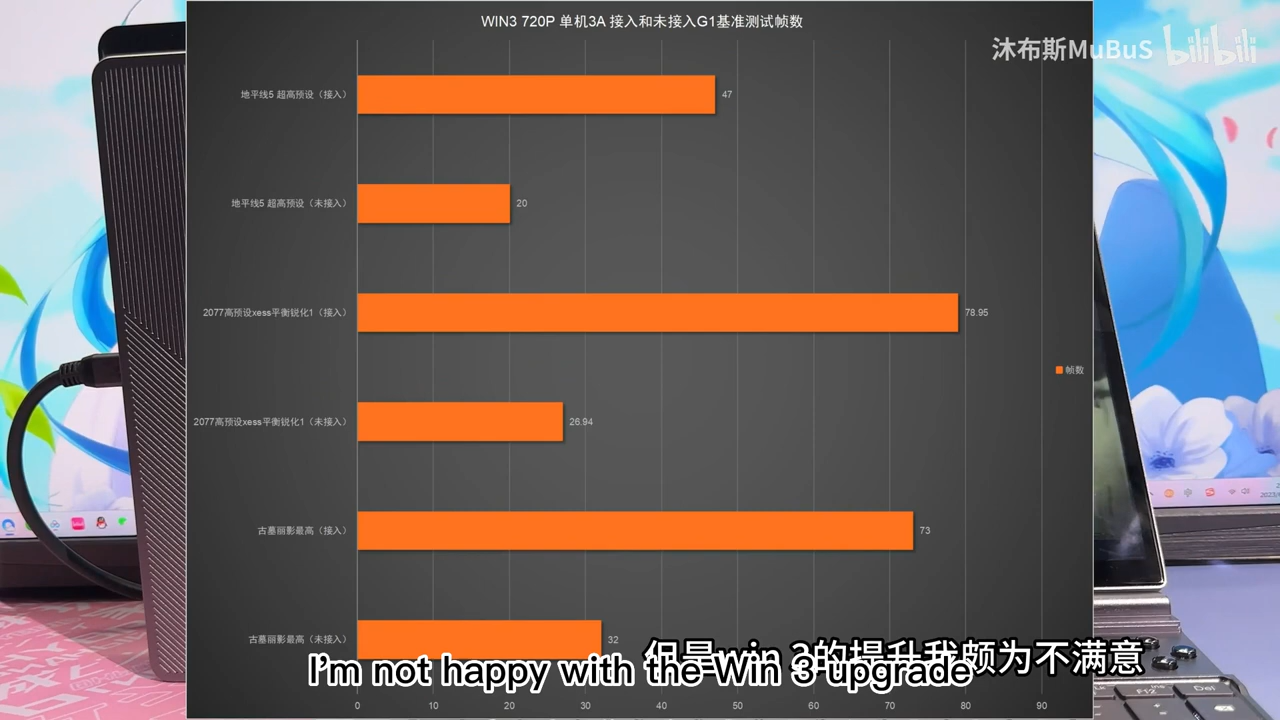 WIN3 720P 单机3A 接入和未接入G1基准测试帧数
沐布斯MuBuS bilibili
地平线5 超高预设（接入） 47
地平线5 超高预设（未接入） 20
2077高预设xess平衡锐化1（接入） 78.95
帧数
2077高预设xess平衡锐化1（未接入） 26.94
古墓丽影最高（接入） 73
古墓丽影最高（未接入） 32
但是win 3的提升我颇为不满意
I'm not happy with the Win 3 upgrade
0 10 20 30 40 50 60 70 80 90
F12 Ins Del